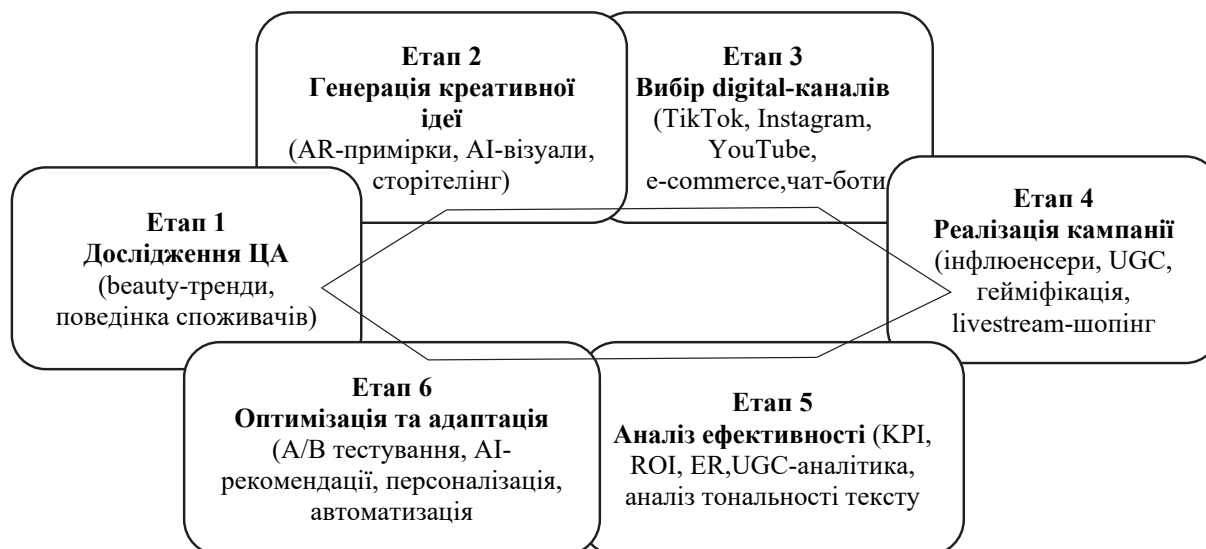 Етап 1
Дослідження ЦА
(beauty-тренди,
поведінка споживачів)
Етап 2
Генерація креативної
ідеї
(AR-примірки, AI-візуали,
сторітелінг)
Етап 3
Вибір digital-каналів
(TikTok, Instagram,
YouTube,
e-commerce,чат-боти
Етап 4
Реалізація кампанії
(інфлюенсери, UGC,
гейміфікація,
livestream-шопінг
Етап 5
Аналіз ефективності (KPI,
ROI, ER,UGC-аналітика,
аналіз тональності тексту
Етап 6
Оптимізація та адаптація
(A/B тестування, AI-
рекомендації, персоналізація,
автоматизація